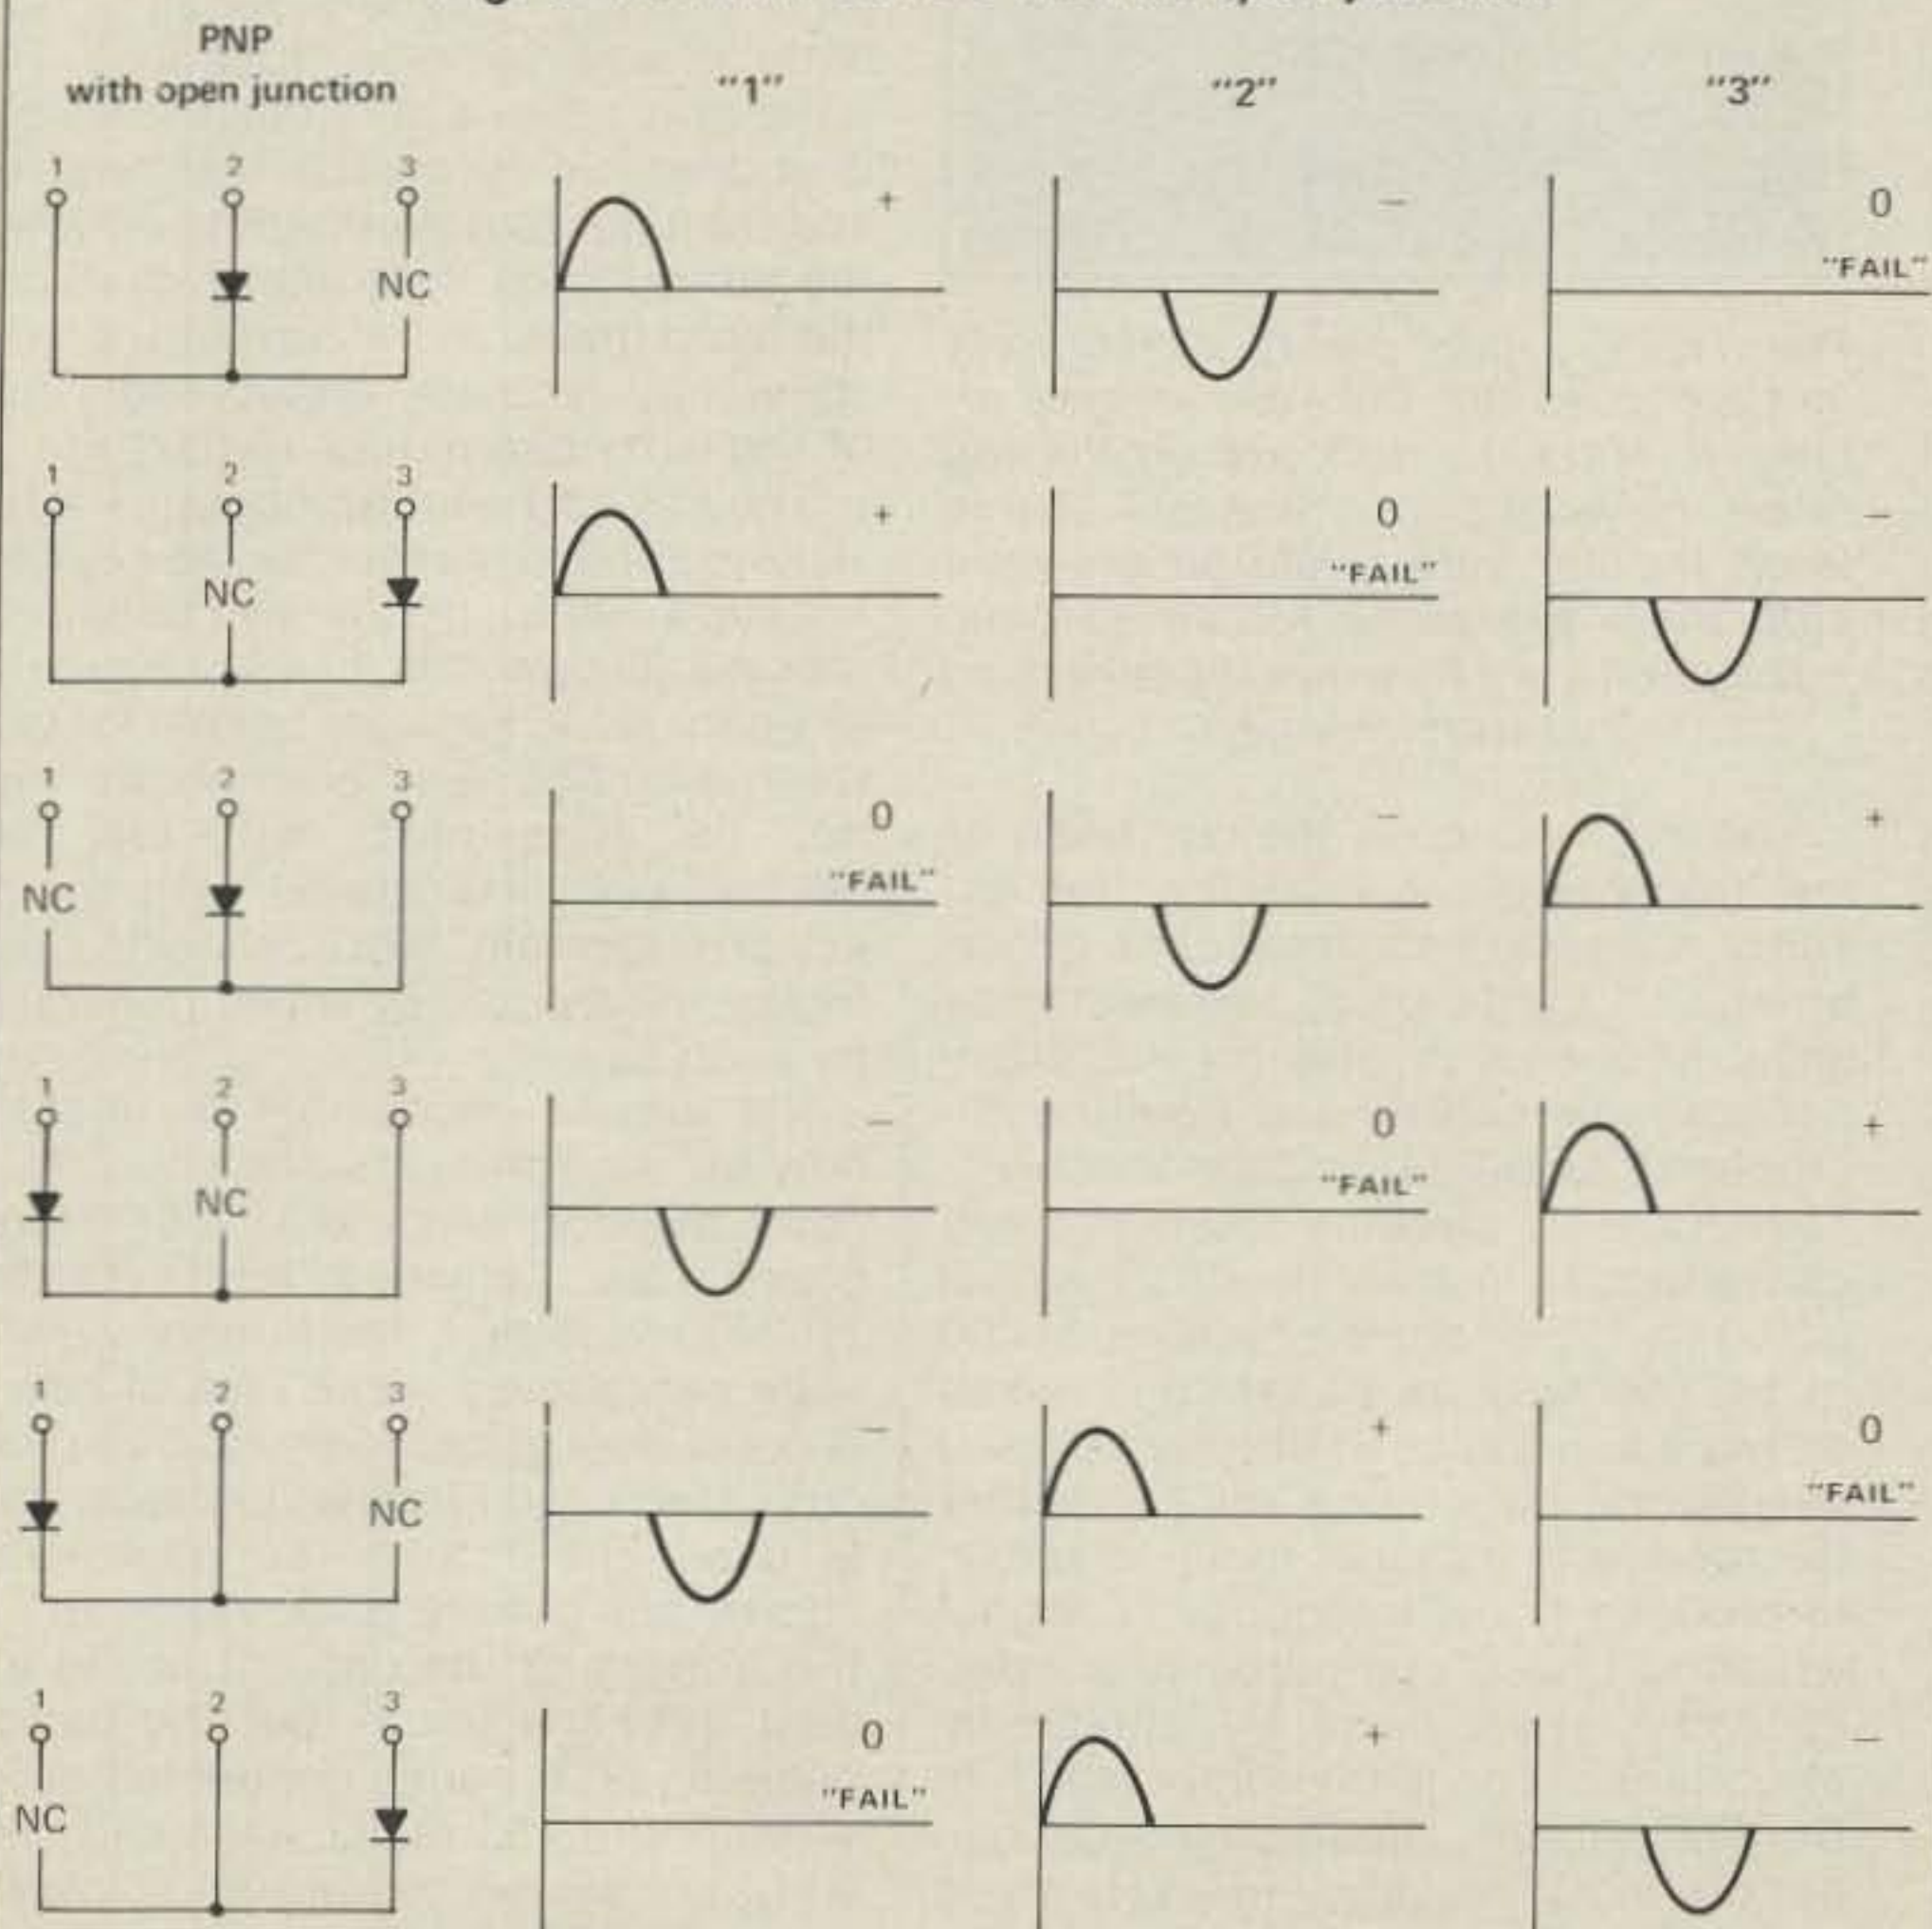 PNP
with open junction
"1"
"2"
"3"
1 2 3
NC
+
−
0
"FAIL"
1 2 3
NC
+
0
"FAIL"
−
1 2 3
NC
0
"FAIL"
−
+
1 2 3
NC
−
0
"FAIL"
+
1 2 3
NC
−
+
0
"FAIL"
1 2 3
NC
0
"FAIL"
+
−